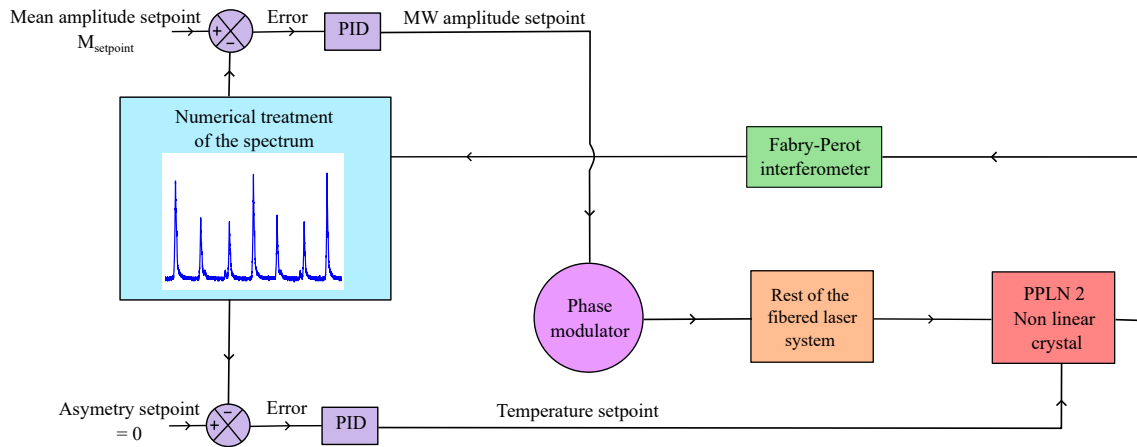 Mean amplitude setpoint
M_setpoint
+
−
Error
PID
MW amplitude setpoint
Numerical treatment
of the spectrum
Fabry-Perot
interferometer
Phase
modulator
Rest of the
fibered laser
system
PPLN 2
Non linear
crystal
Asymetry setpoint
= 0
−
+
Error
PID
Temperature setpoint